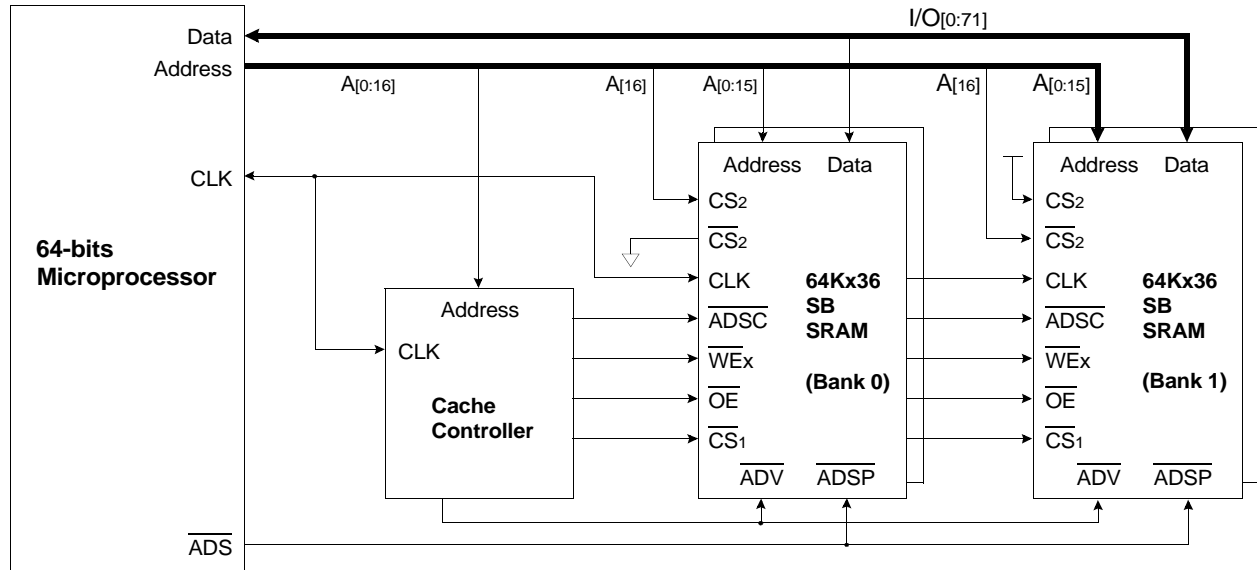 I/O[0:71]
Data
Address
A[0:16]
A[16]
A[0:15]
A[16]
A[0:15]
CLK
64-bits
Microprocessor
ADS
Address
CLK
Cache
Controller
Address Data
CS2
CS2
CLK
ADSC
WEx
OE
CS1
ADV ADSP
64Kx36
SB
SRAM
(Bank 0)
Address Data
CS2
CS2
CLK
ADSC
WEx
OE
CS1
ADV ADSP
64Kx36
SB
SRAM
(Bank 1)